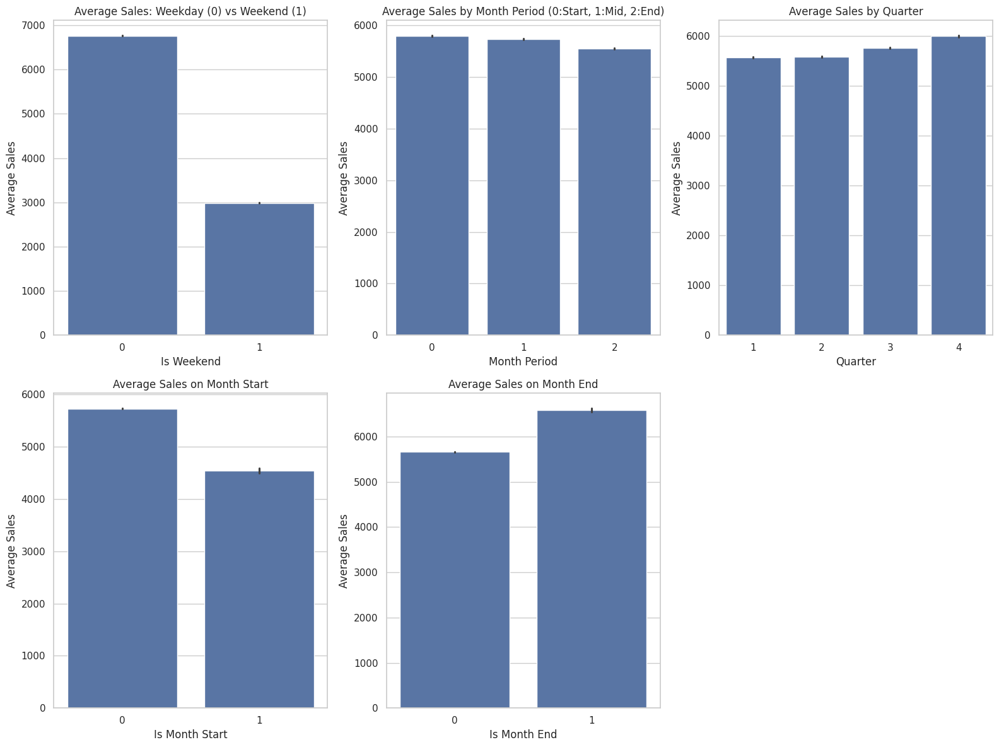 Average Sales: Weekday (0) vs Weekend (1)
Average Sales
7000
6000
5000
4000
3000
2000
1000
0
0 1
Is Weekend
Average Sales by Month Period (0:Start, 1:Mid, 2:End)
Average Sales
6000
5000
4000
3000
2000
1000
0
0 1 2
Month Period
Average Sales by Quarter
Average Sales
6000
5000
4000
3000
2000
1000
0
1 2 3 4
Quarter
Average Sales on Month Start
Average Sales
6000
5000
4000
3000
2000
1000
0
0 1
Is Month Start
Average Sales on Month End
Average Sales
6000
5000
4000
3000
2000
1000
0
0 1
Is Month End